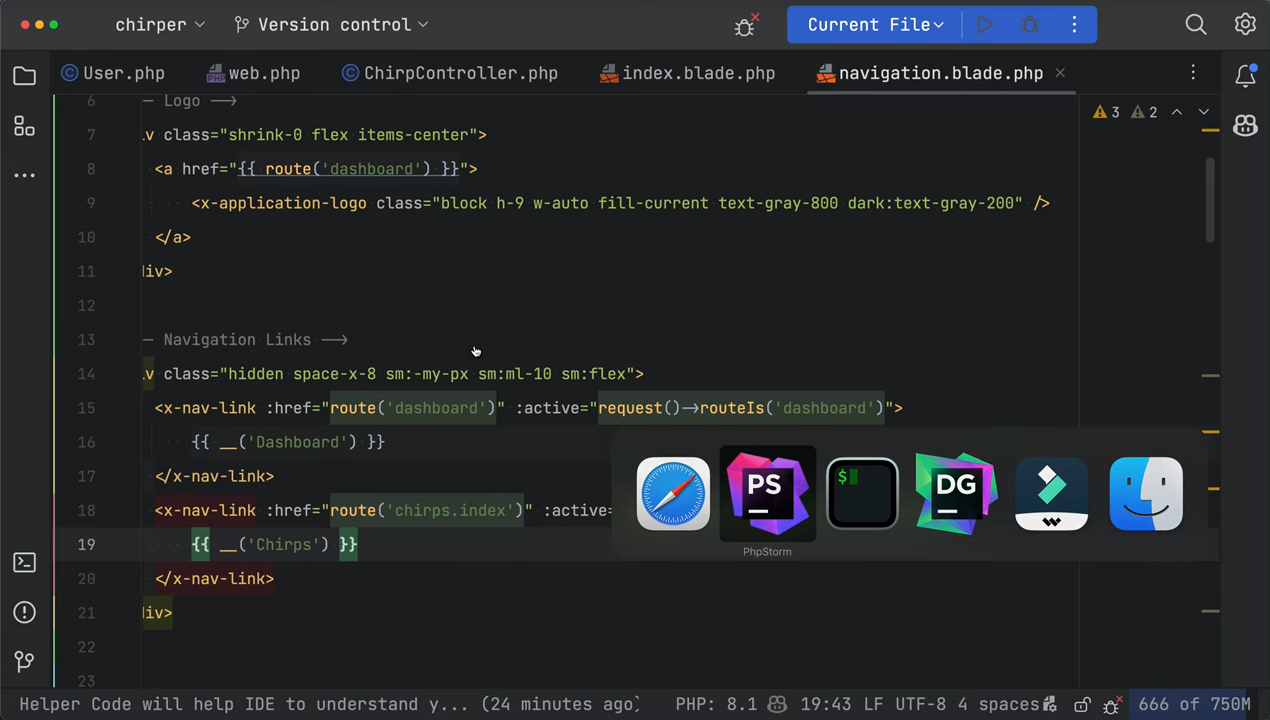 chirper Version control Current File
User.php web.php ChirpController.php index.blade.php navigation.blade.php
6 — Logo —>
3 2
7 v class="shrink-0 flex items-center">
8 <a href="{{ route('dashboard') }}">
9 <x-application-logo class="block h-9 w-auto fill-current text-gray-800 dark:text-gray-200" />
10 </a>
11 div>
12
13 — Navigation Links —>
14 v class="hidden space-x-8 sm:-my-px sm:ml-10 sm:flex">
15 <x-nav-link :href="route('dashboard')" :active="request()->routeIs('dashboard')">
16 {{ __('Dashboard') }}
17 </x-nav-link>
18 <x-nav-link :href="route('chirps.index')" :active=
19 {{ __('Chirps') }}
20 </x-nav-link>
21 div>
22
23
PS
$
DG
PhpStorm
Helper Code will help IDE to understand y... (24 minutes ago) PHP: 8.1 19:43 LF UTF-8 4 spaces 666 of 750M